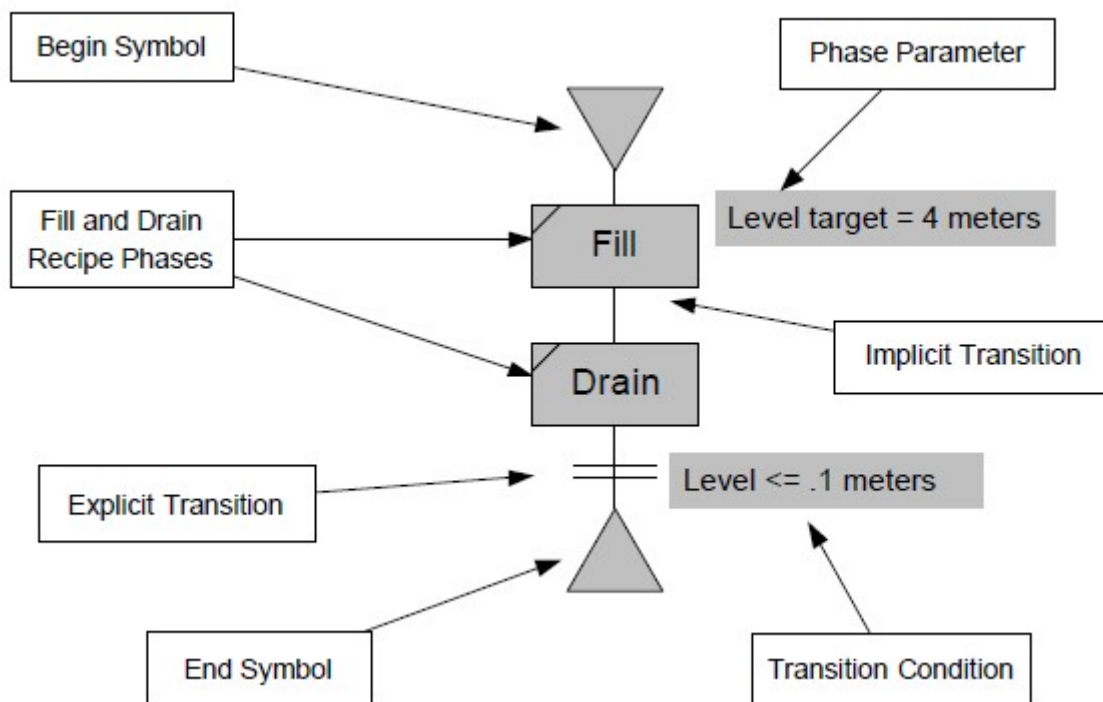 Begin Symbol
Phase Parameter
Fill and Drain
Recipe Phases
Fill
Level target = 4 meters
Implicit Transition
Drain
Explicit Transition
Level <= .1 meters
End Symbol
Transition Condition